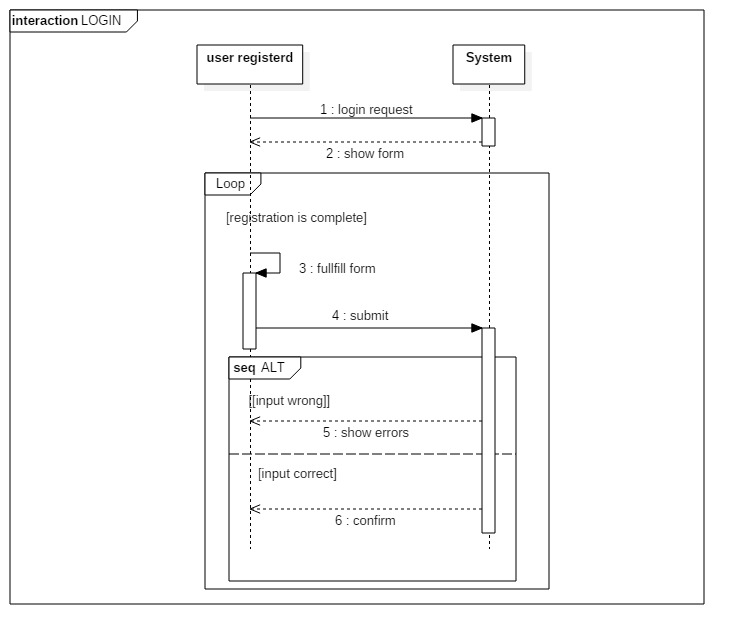 interaction LOGIN
user registerd
System
1 : login request
2 : show form
Loop
[registration is complete]
3 : fullfill form
4 : submit
seq ALT
[[input wrong]]
5 : show errors
[input correct]
6 : confirm